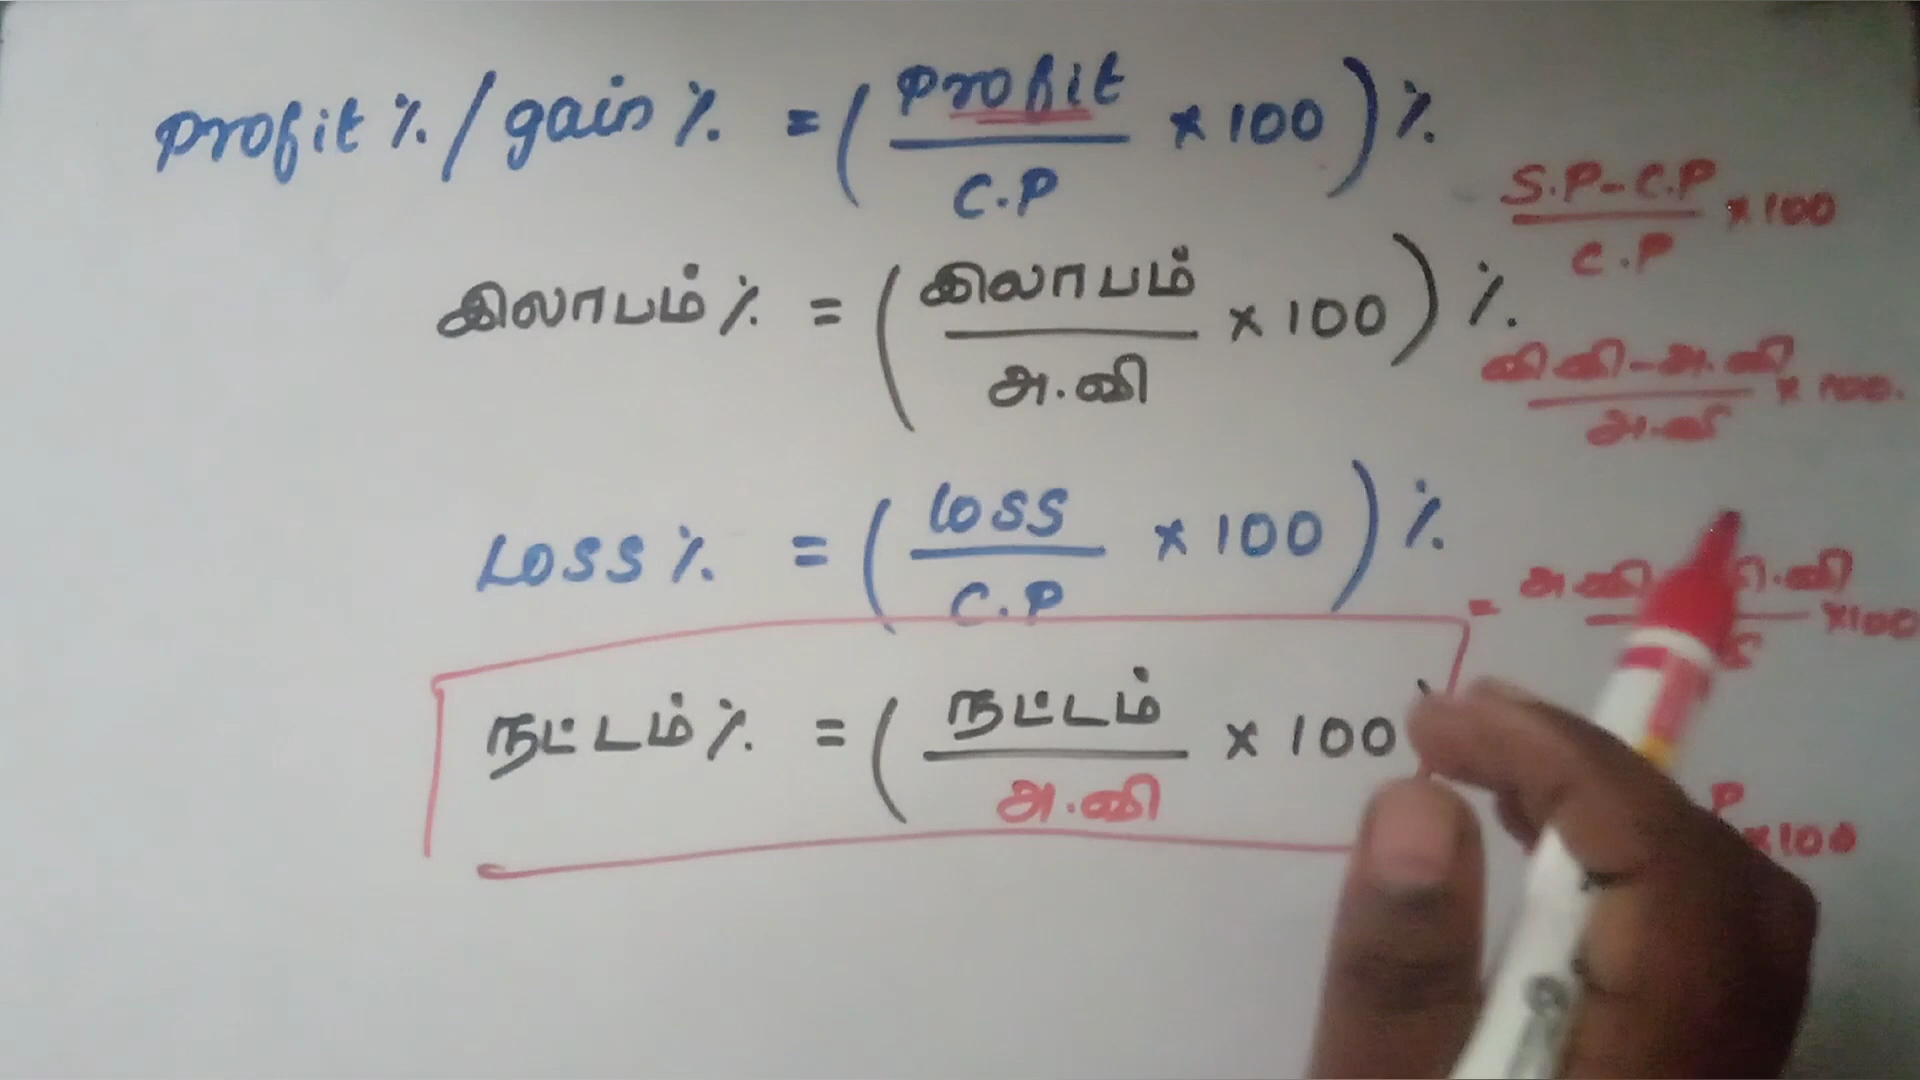 Profit % / gain % = ( Profit / C.P × 100 ) %
S.P - C.P / C.P × 100
இலாபம் % = ( இலாபம் / அ.வி × 100 ) %
வி வி - அ.வி / அ.வி × 100.
Loss % = ( Loss / C.P × 100 ) %
= அ.வி வி / × 100
நட்டம் % = ( நட்டம் / அ.வி × 100
P × 100